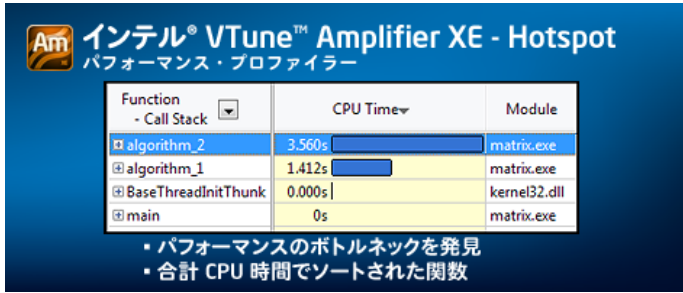 Am インテル® VTune™ Amplifier XE - Hotspot
パフォーマンス・プロファイラー
Function
- Call Stack
CPU Time
Module
algorithm_2 3.560s matrix.exe
algorithm_1 1.412s matrix.exe
BaseThreadInitThunk 0.000s kernel32.dll
main 0s matrix.exe
▪ パフォーマンスのボトルネックを発見
▪ 合計 CPU 時間でソートされた関数